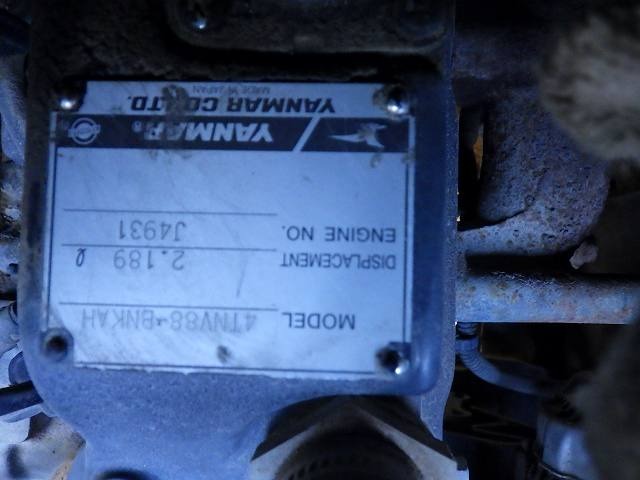 MODEL 4TNV88-BNKAH
DISPLACEMENT 2.189 ℓ
ENGINE NO. J4931
YANMAR®
YANMAR CO.,LTD.
MADE IN JAPAN